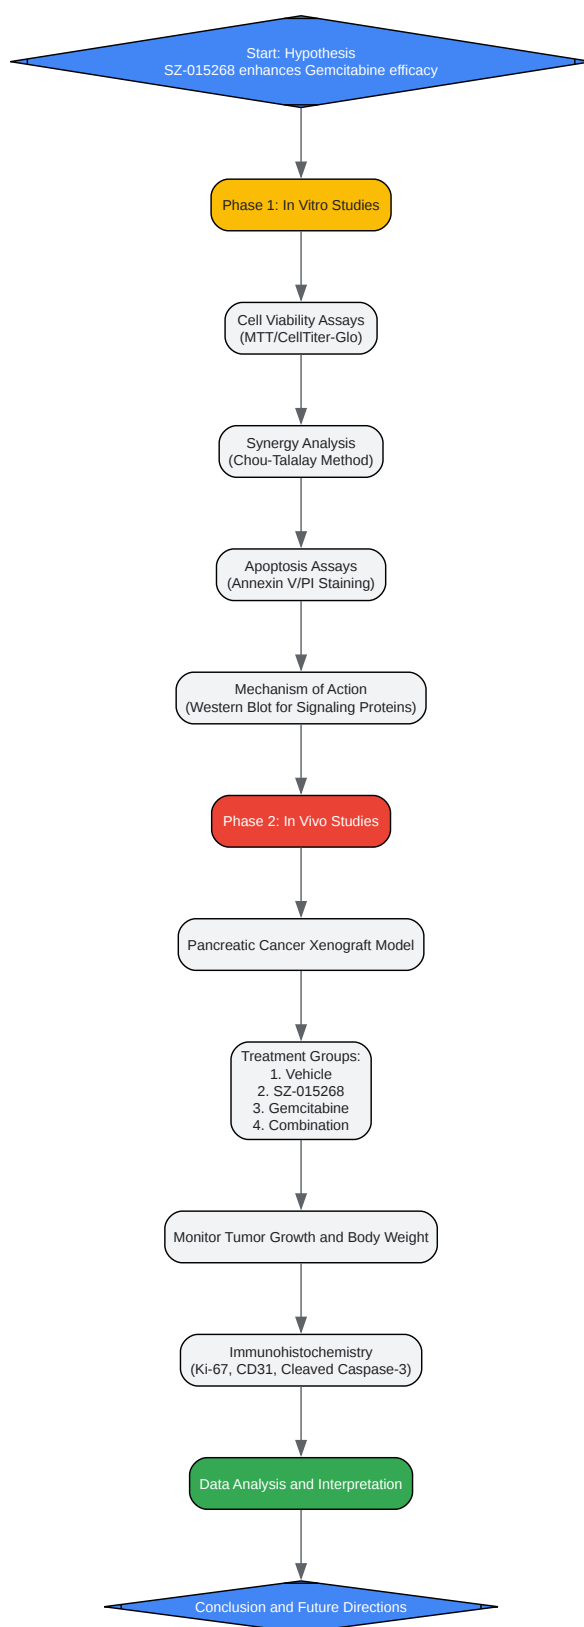 Start: Hypothesis
SZ-015268 enhances Gemcitabine efficacy
Phase 1: In Vitro Studies
Cell Viability Assays
(MTT/CellTiter-Glo)
Synergy Analysis
(Chou-Talalay Method)
Apoptosis Assays
(Annexin V/PI Staining)
Mechanism of Action
(Western Blot for Signaling Proteins)
Phase 2: In Vivo Studies
Pancreatic Cancer Xenograft Model
Treatment Groups:
1. Vehicle
2. SZ-015268
3. Gemcitabine
4. Combination
Monitor Tumor Growth and Body Weight
Immunohistochemistry
(Ki-67, CD31, Cleaved Caspase-3)
Data Analysis and Interpretation
Conclusion and Future Directions